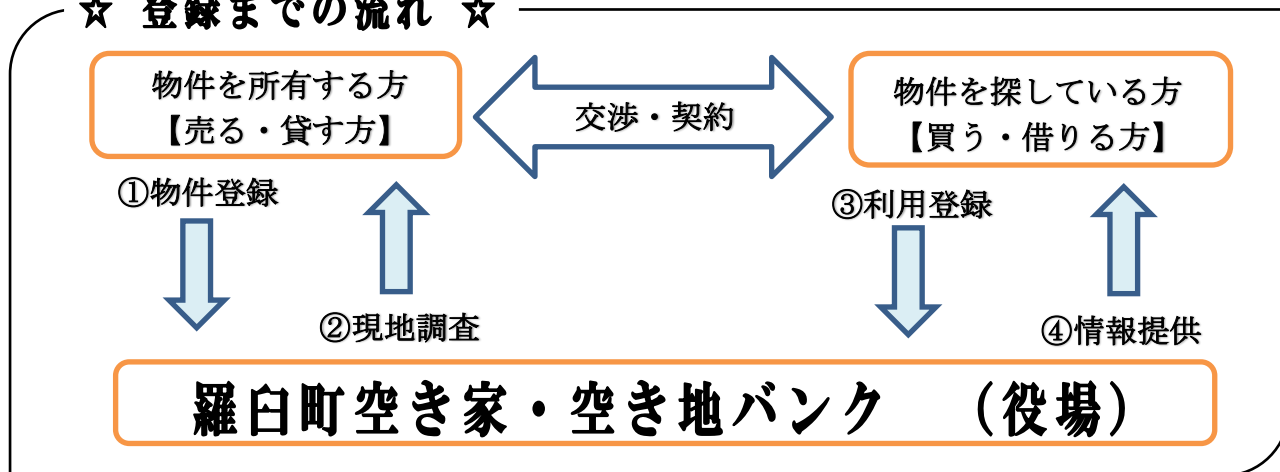 ☆ 登録までの流れ ☆
物件を所有する方
【売る・貸す方】
交渉・契約
物件を探している方
【買う・借りる方】
①物件登録
②現地調査
③利用登録
④情報提供
羅臼町空き家・空き地バンク (役場)